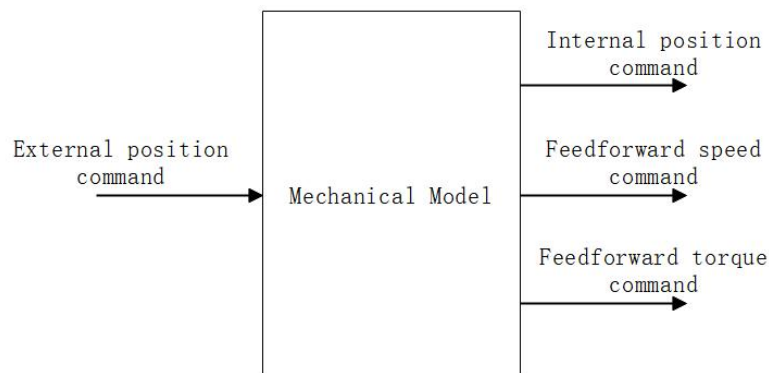 External position
command
Mechanical Model
Internal position
command
Feedforward speed
command
Feedforward torque
command